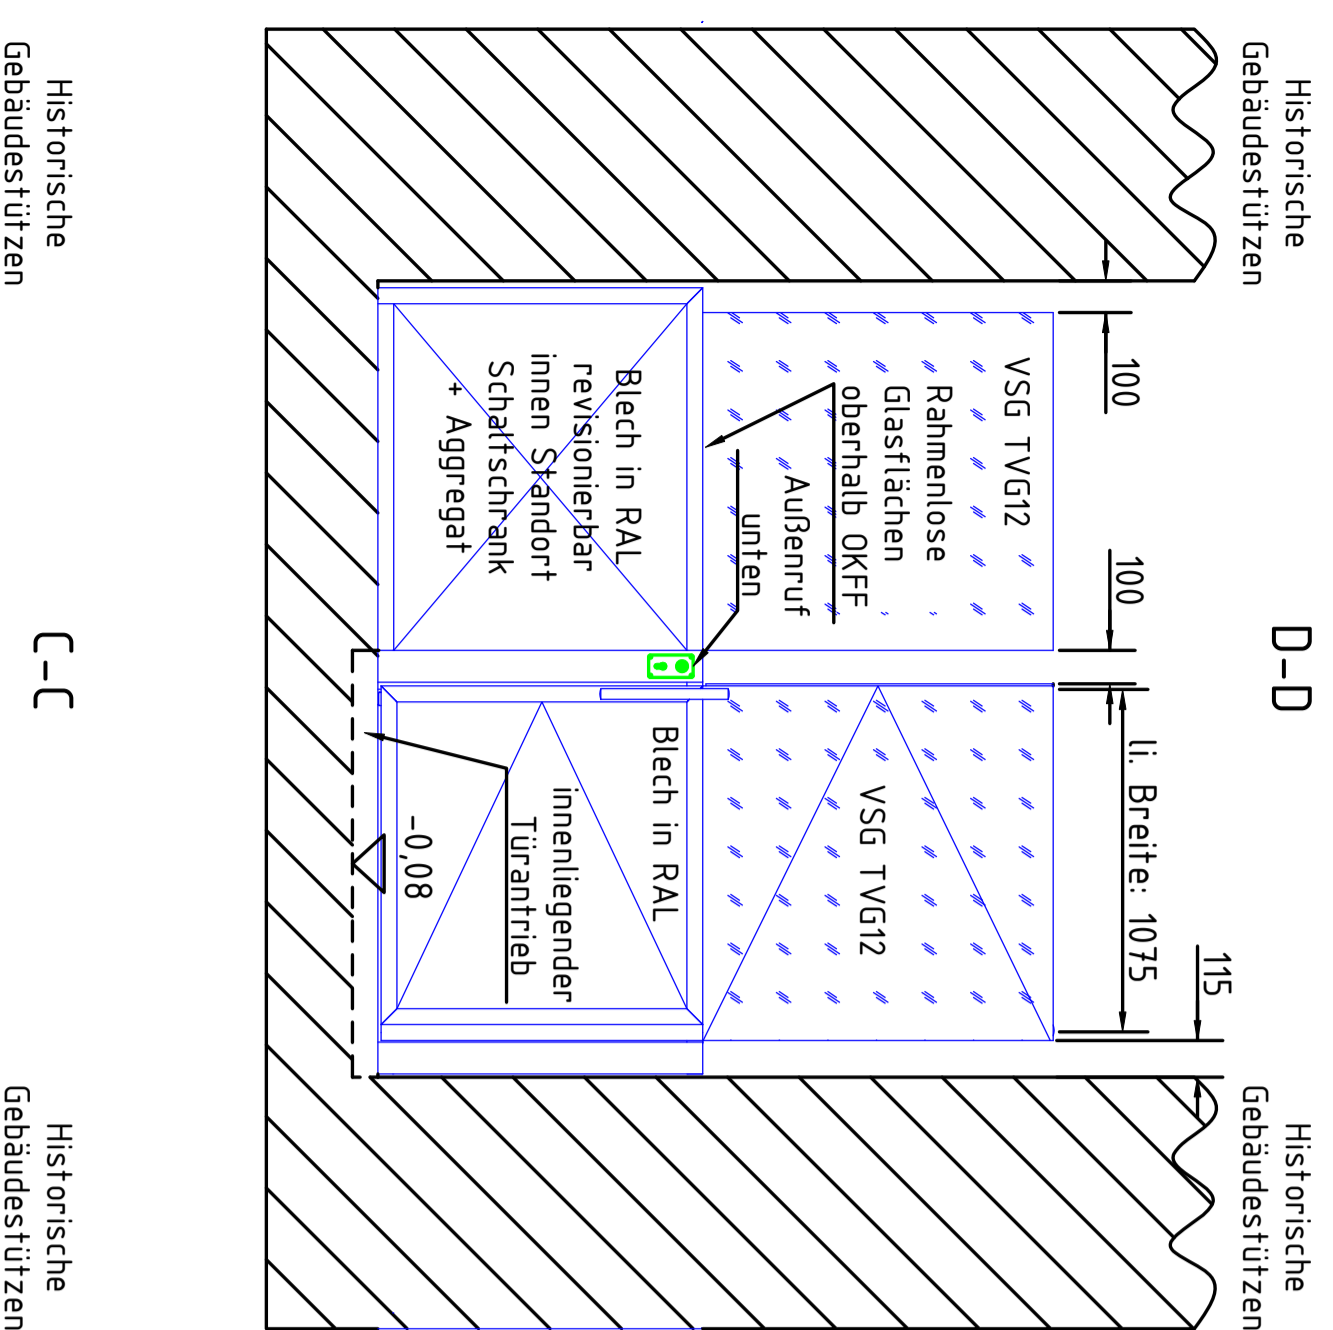 D-D
Historische
Gebäudestützen
Historische
Gebäudestützen
100
100
li. Breite: 1075
115
VSG TVG12
Rahmenlose
Glasflächen
oberhalb OKFF
Außenruf
unten
VSG TVG12
Blech in RAL
revisionierbar
innen Standort
Schaltschrank
+ Aggregat
Blech in RAL
innenliegender
Türantrieb
-0,08
C-C
Historische
Gebäudestützen
Historische
Gebäudestützen